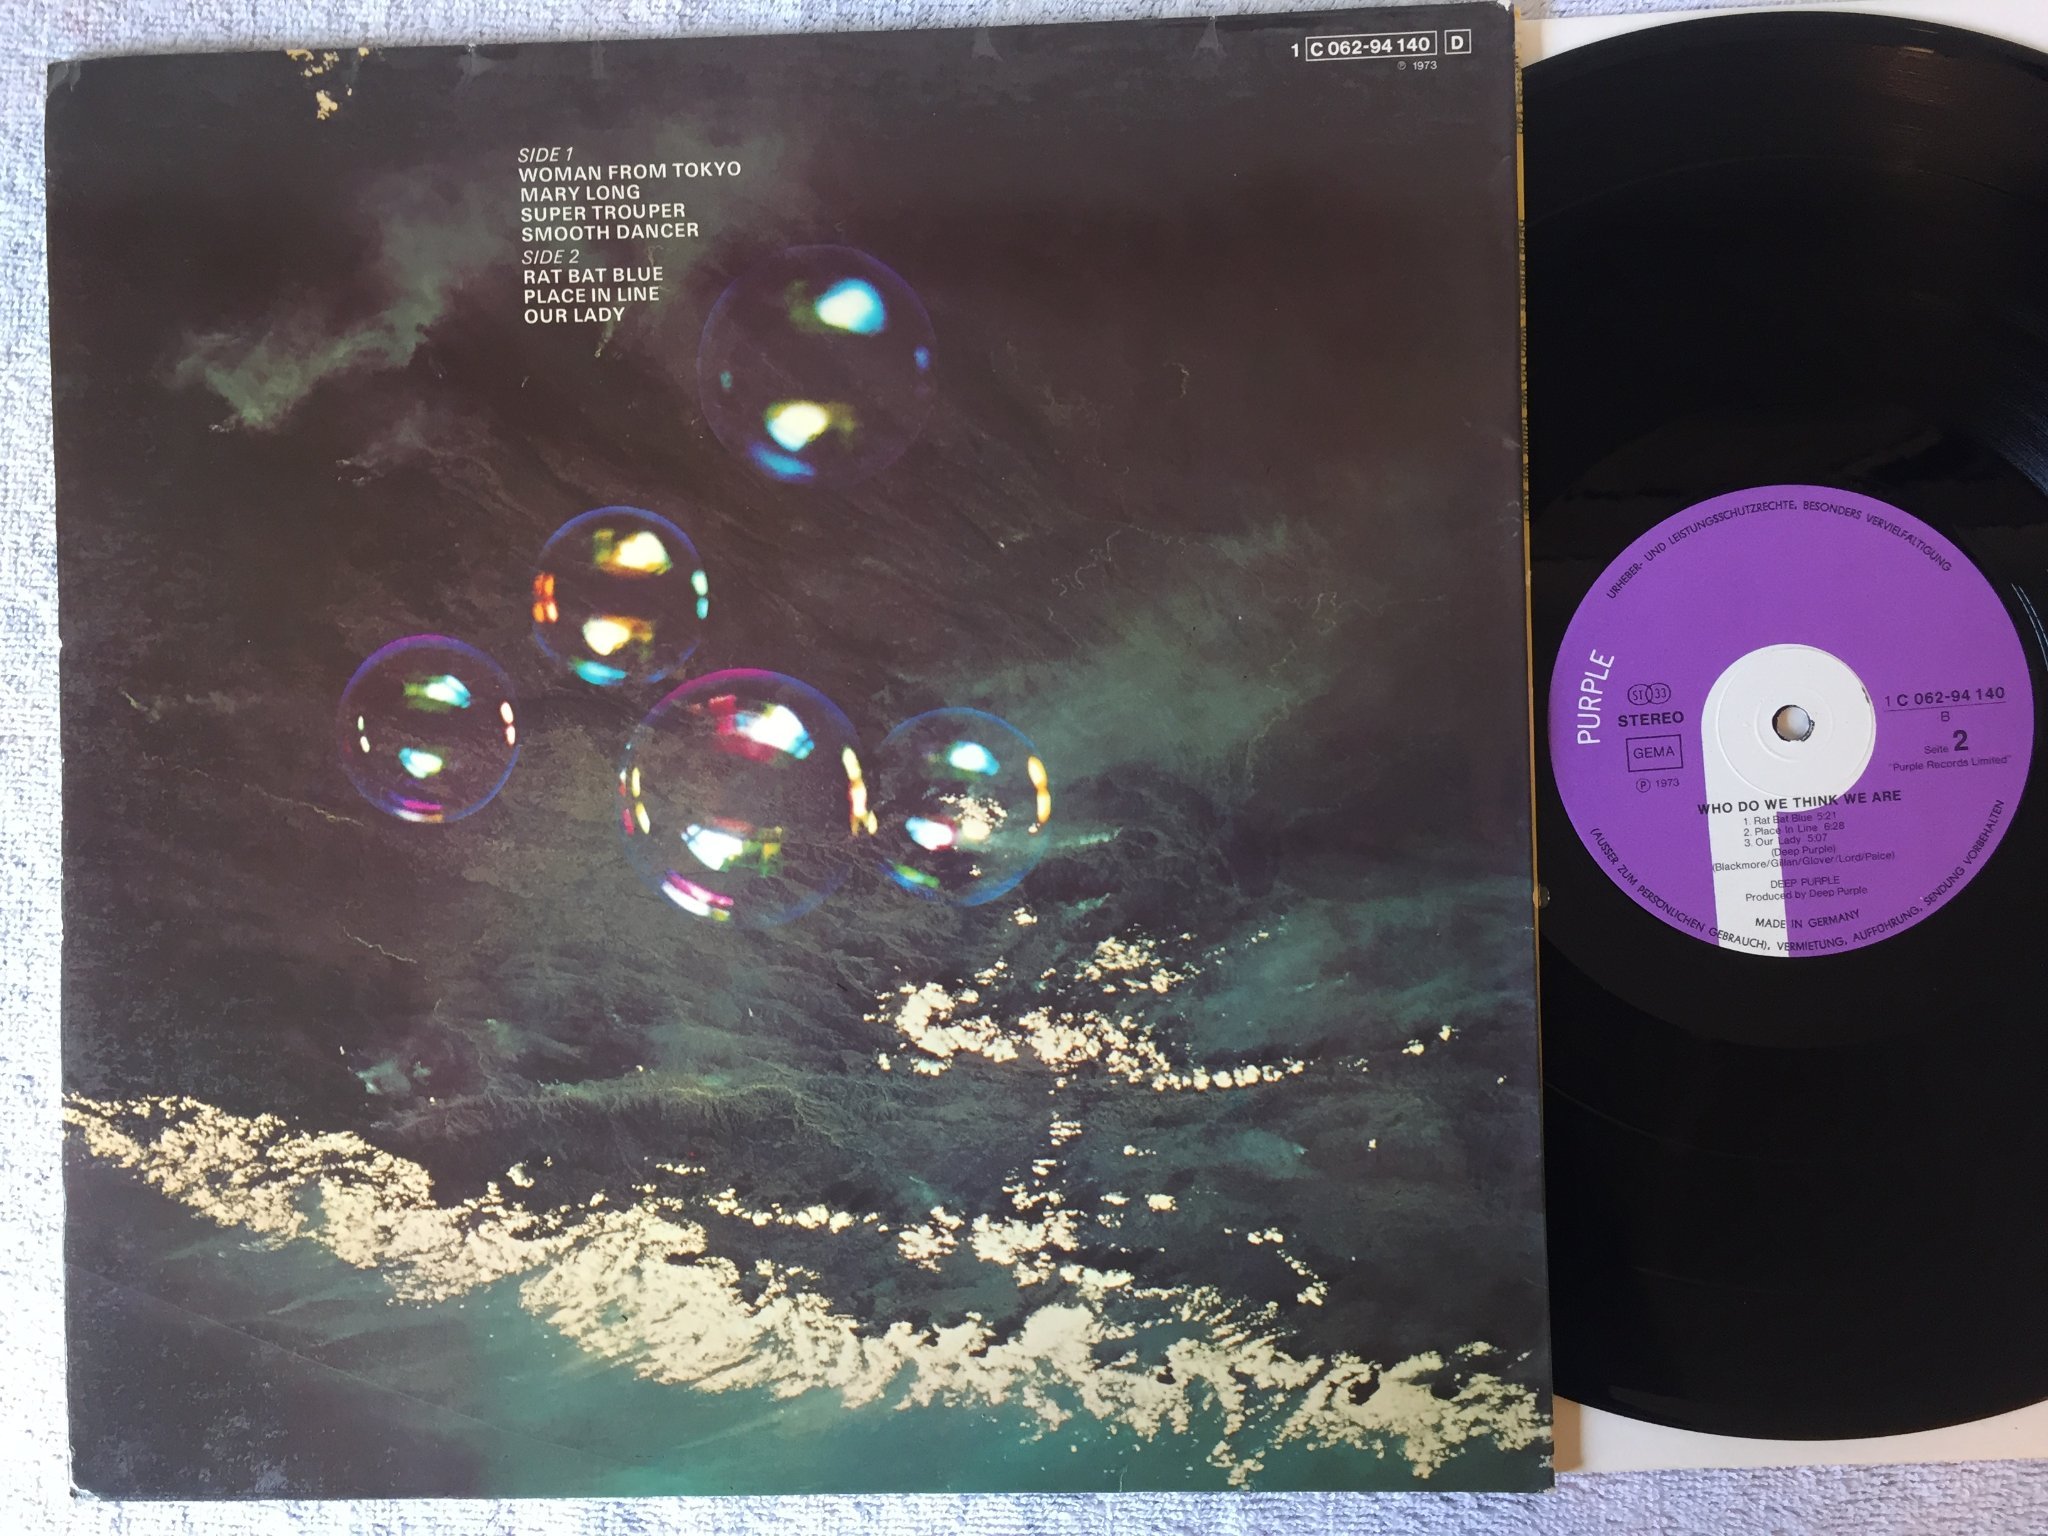 1 C 062-94 140 D
℗ 1973
SIDE 1
WOMAN FROM TOKYO
MARY LONG
SUPER TROUPER
SMOOTH DANCER
SIDE 2
RAT BAT BLUE
PLACE IN LINE
OUR LADY
URHEBER- UND LEISTUNGSSCHUTZRECHTE, BESONDERS VERVIELFÄLTIGUNG
(AUSSER ZUM PERSÖNLICHEN GEBRAUCH), VERMIETUNG, AUFFÜHRUNG, SENDUNG VORBEHALTEN
PURPLE
ST 33
STEREO
GEMA
℗ 1973
1 C 062-94 140
B
Seite 2
"Purple Records Limited"
WHO DO WE THINK WE ARE
1. Rat Bat Blue 5:21
2. Place In Line 6:28
3. Our Lady 5:07
(Deep Purple)
(Blackmore/Gillan/Glover/Lord/Paice)
DEEP PURPLE
Produced by Deep Purple
MADE IN GERMANY